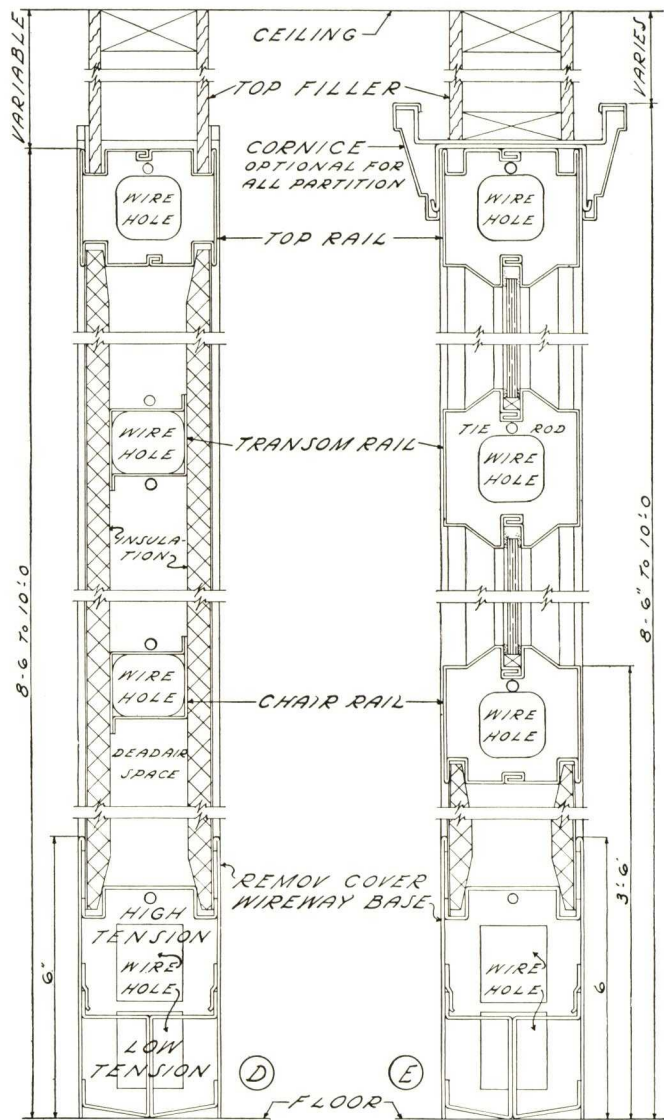 CEILING
VARIABLE
VARIES
TOP FILLER
CORNICE
OPTIONAL FOR
ALL PARTITION
WIRE
HOLE
WIRE
HOLE
TOP RAIL
TIE ROD
WIRE
HOLE
TRANSOM RAIL
WIRE
HOLE
INSULA-
TION
8-6 TO 10'-0
8'-6" TO 10'-0
WIRE
HOLE
CHAIR RAIL
WIRE
HOLE
DEADAIR
SPACE
REMOV COVER
WIREWAY BASE
HIGH
TENSION
WIRE
HOLE
WIRE
HOLE
LOW
TENSION
6"
3'-6"
6
D
E
FLOOR